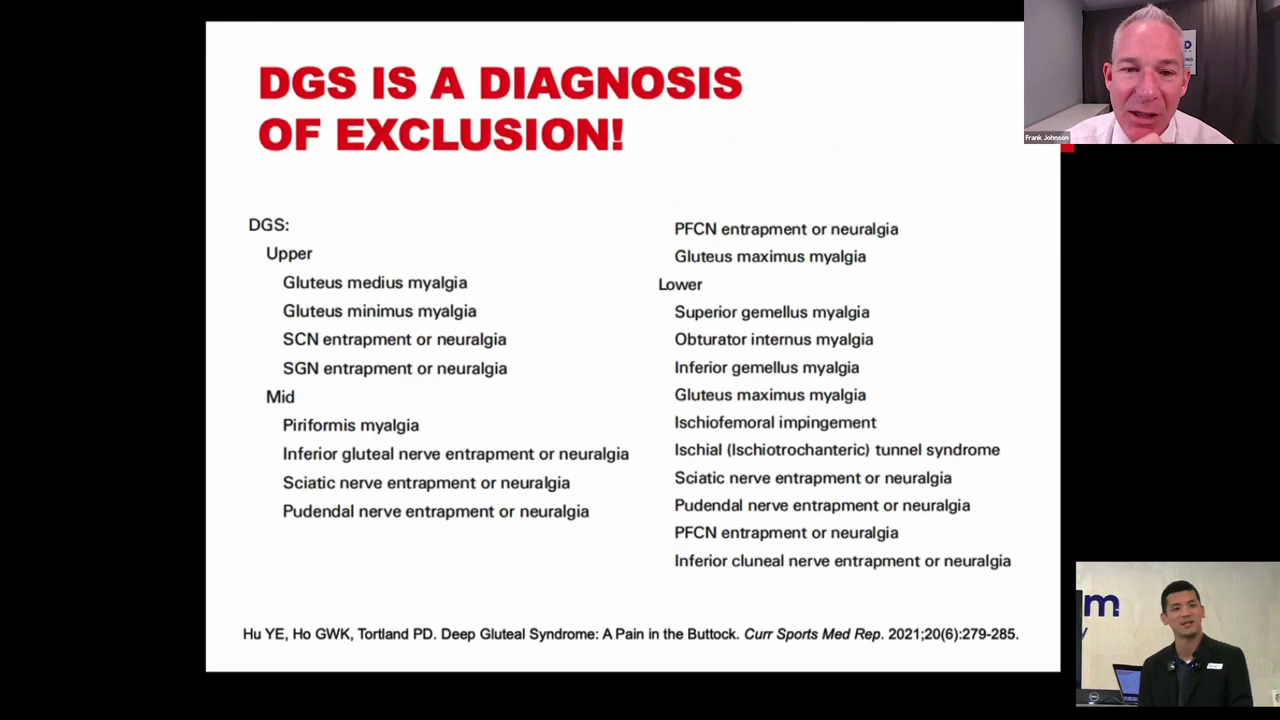 DGS IS A DIAGNOSIS
OF EXCLUSION!
DGS:
Upper
Gluteus medius myalgia
Gluteus minimus myalgia
SCN entrapment or neuralgia
SGN entrapment or neuralgia
Mid
Piriformis myalgia
Inferior gluteal nerve entrapment or neuralgia
Sciatic nerve entrapment or neuralgia
Pudendal nerve entrapment or neuralgia
PFCN entrapment or neuralgia
Gluteus maximus myalgia
Lower
Superior gemellus myalgia
Obturator internus myalgia
Inferior gemellus myalgia
Gluteus maximus myalgia
Ischiofemoral impingement
Ischial (Ischiotrochanteric) tunnel syndrome
Sciatic nerve entrapment or neuralgia
Pudendal nerve entrapment or neuralgia
PFCN entrapment or neuralgia
Inferior cluneal nerve entrapment or neuralgia
Hu YE, Ho GWK, Tortland PD. Deep Gluteal Syndrome: A Pain in the Buttock. Curr Sports Med Rep. 2021;20(6):279-285.
Frank Johnson